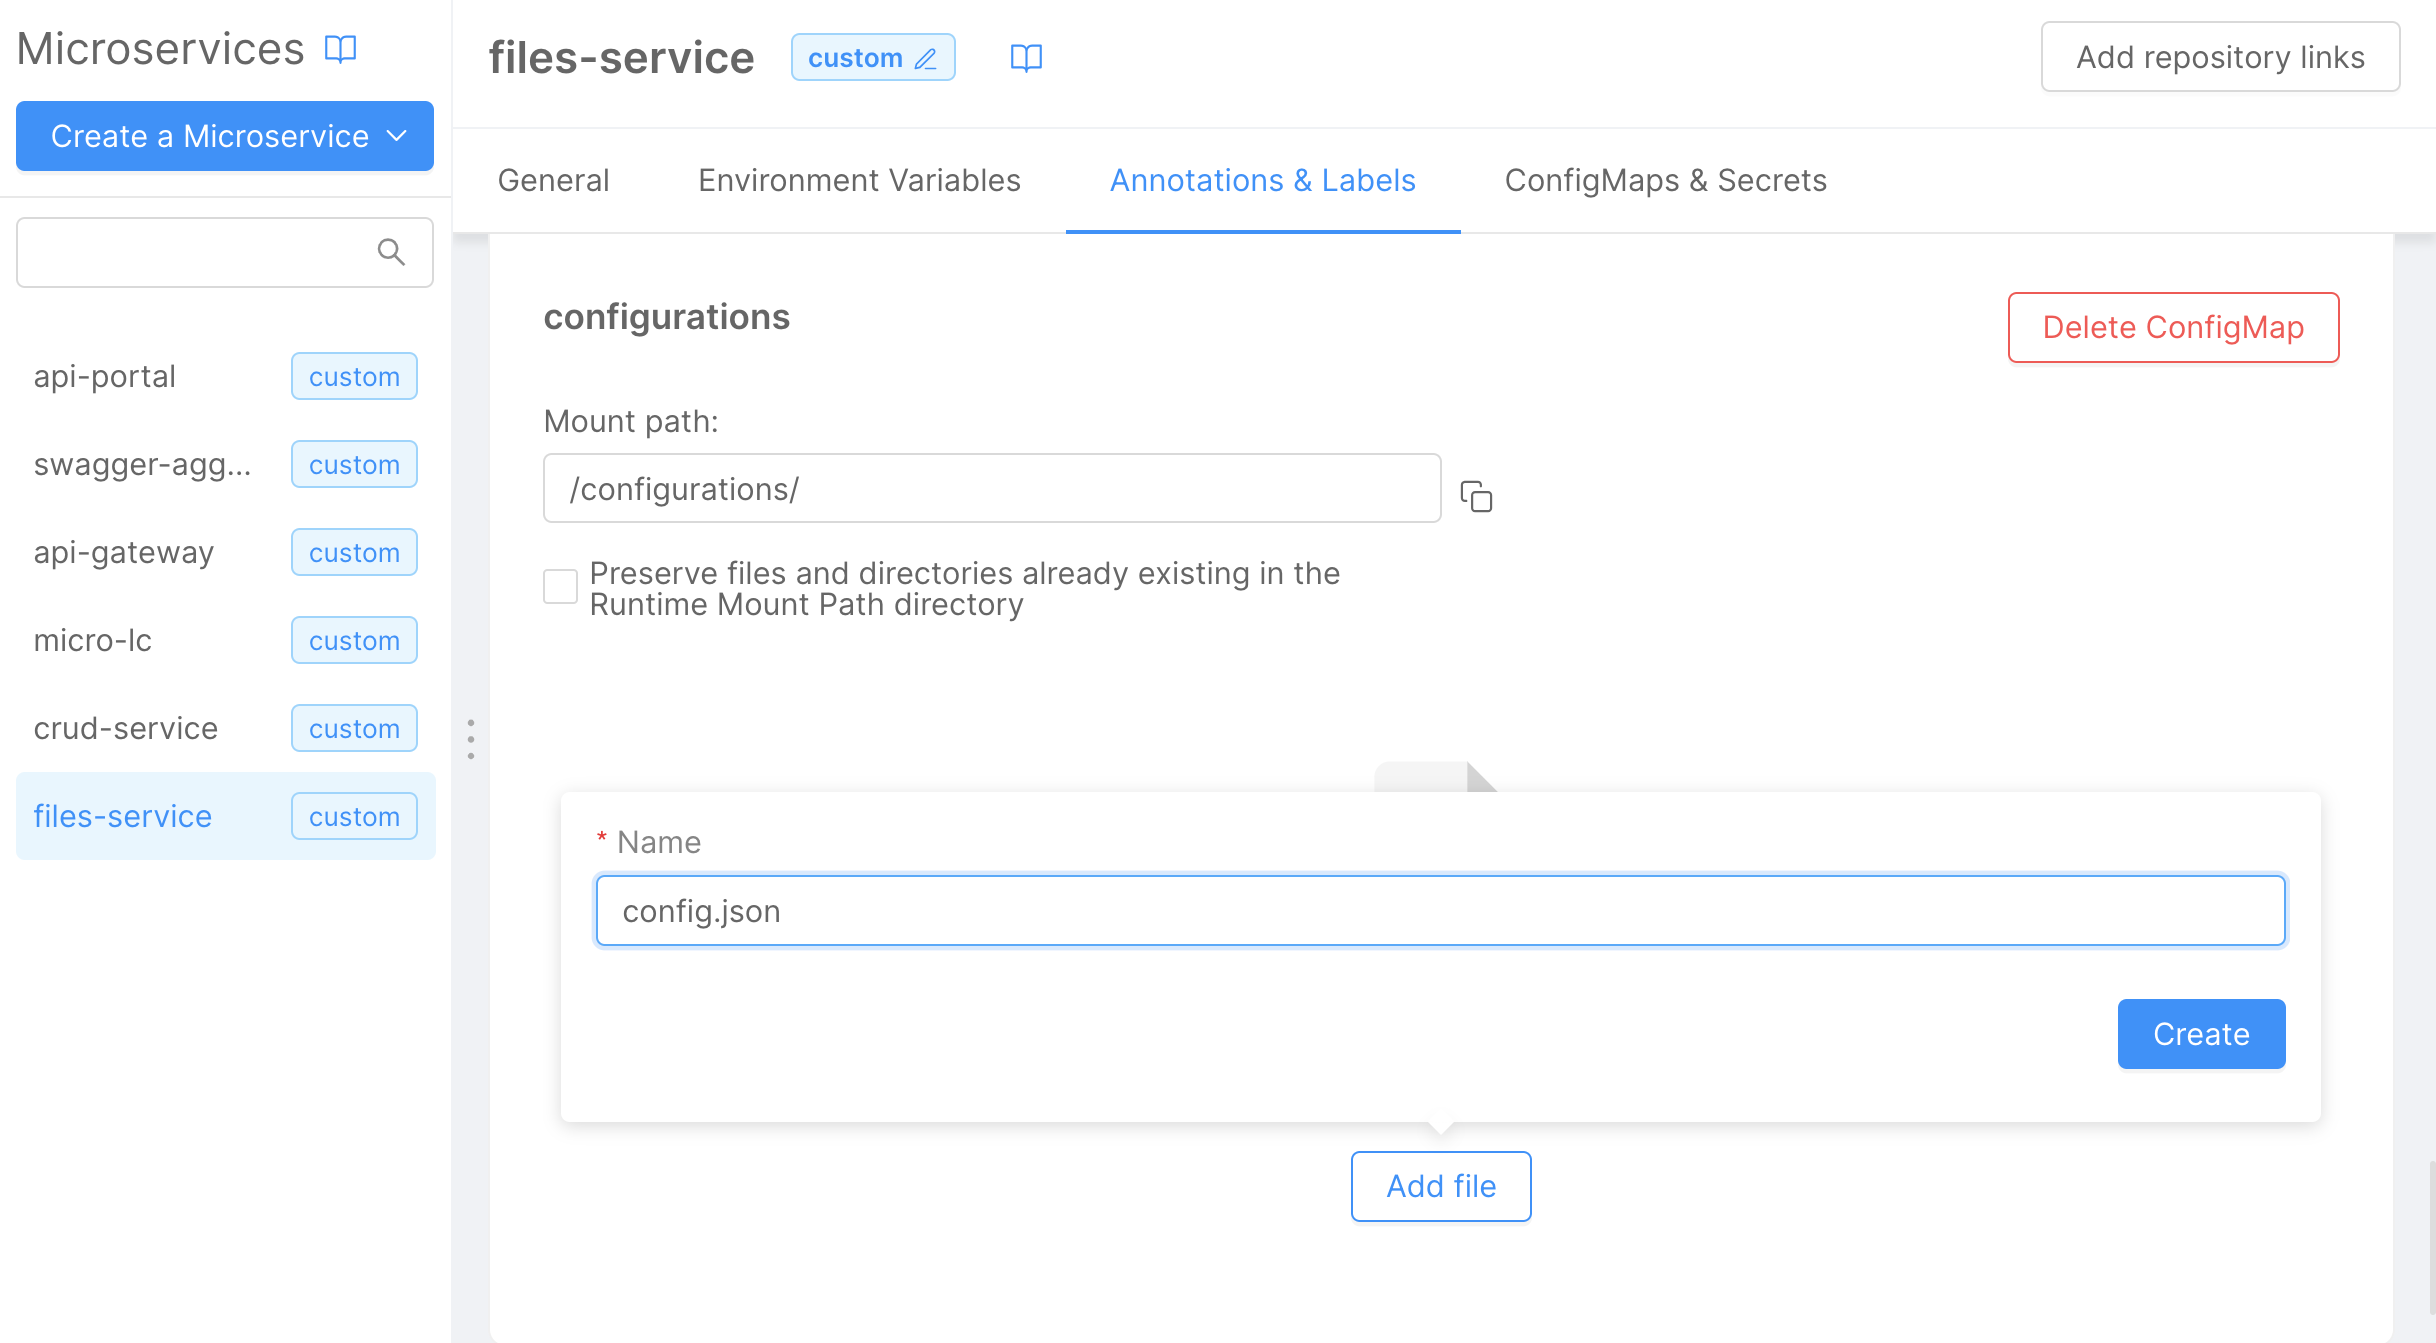 Microservices
Create a Microservice
api-portal custom
swagger-agg... custom
api-gateway custom
micro-lc custom
crud-service custom
files-service custom
files-service custom
Add repository links
General Environment Variables Annotations & Labels ConfigMaps & Secrets
configurations
Delete ConfigMap
Mount path:
/configurations/
Preserve files and directories already existing in the
Runtime Mount Path directory
* Name
config.json
Create
Add file